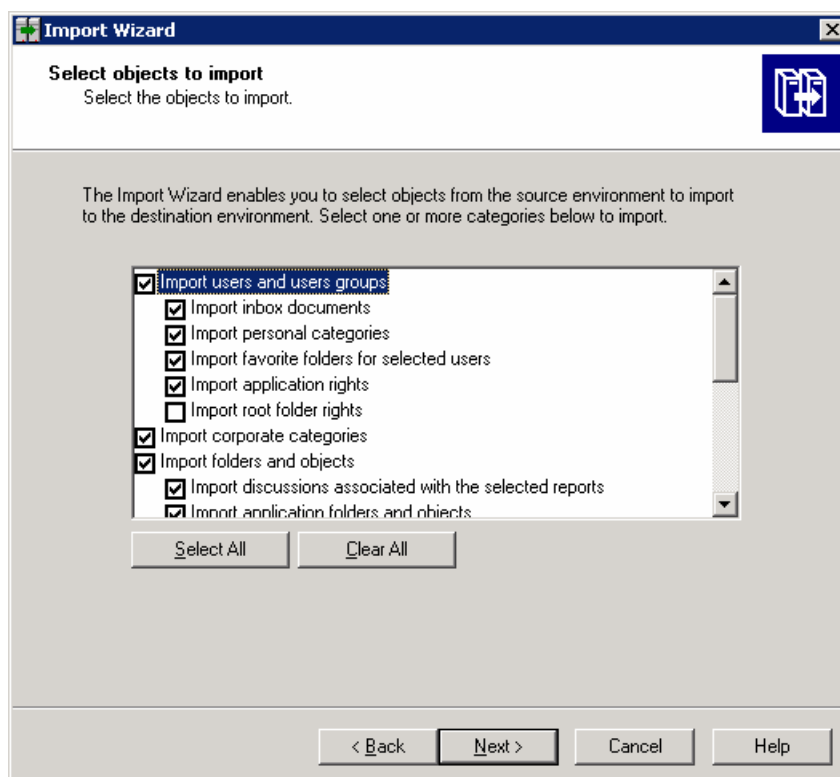 Import Wizard
Select objects to import
Select the objects to import.
The Import Wizard enables you to select objects from the source environment to import
to the destination environment. Select one or more categories below to import.
Import users and users groups
Import inbox documents
Import personal categories
Import favorite folders for selected users
Import application rights
Import root folder rights
Import corporate categories
Import folders and objects
Import discussions associated with the selected reports
Import application folders and objects
Select All
Clear All
< Back
Next >
Cancel
Help